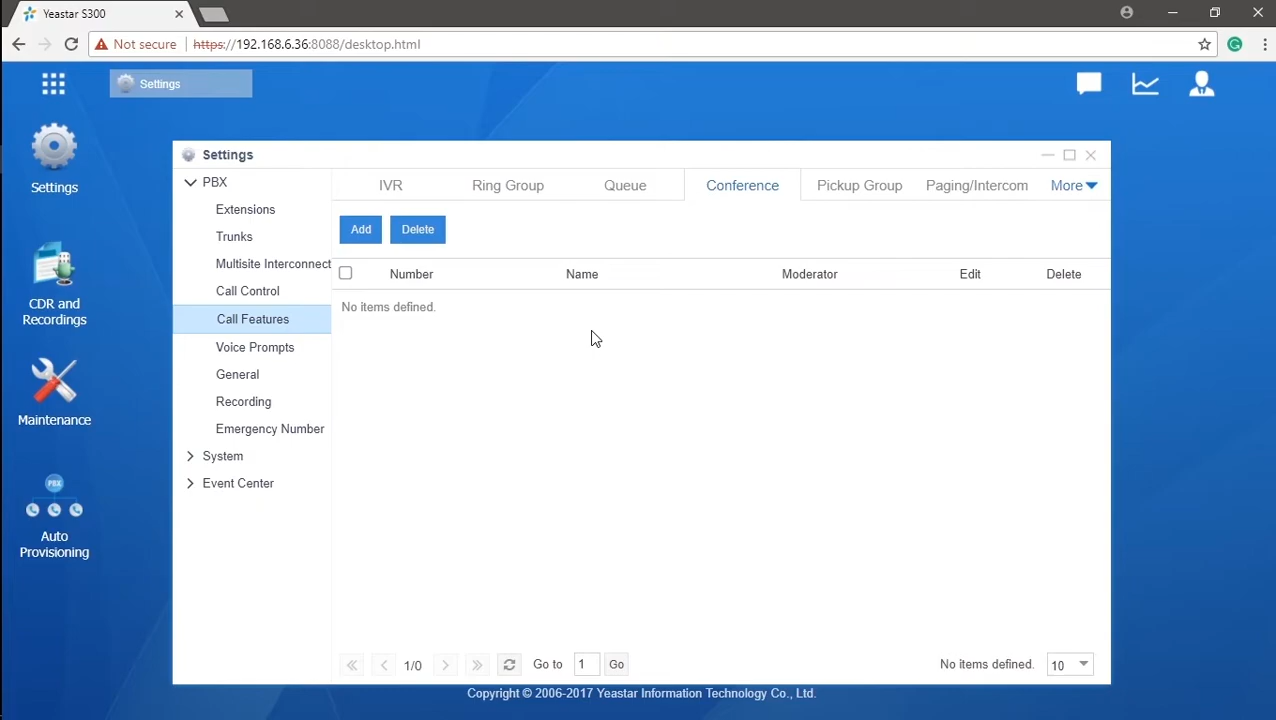 Yeastar S300
Not secure https://192.168.6.36:8088/desktop.html
Settings
Settings
CDR and
Recordings
Maintenance
PBX
Auto
Provisioning
Settings
PBX
Extensions
Trunks
Multisite Interconnect
Call Control
Call Features
Voice Prompts
General
Recording
Emergency Number
System
Event Center
IVR Ring Group Queue Conference Pickup Group Paging/Intercom More
Add Delete
Number Name Moderator Edit Delete
No items defined.
1/0 Go to 1 Go No items defined. 10
Copyright © 2006-2017 Yeastar Information Technology Co., Ltd.